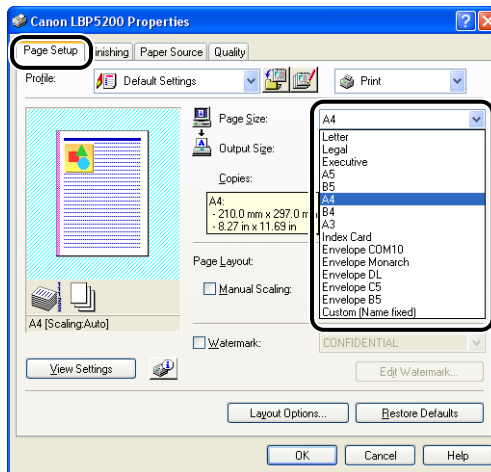 Canon LBP5200 Properties
Page Setup Finishing Paper Source Quality
Profile: Default Settings Print
Page Size: A4
Output Size:
Copies:
Letter
Legal
Executive
A5
B5
A4
B4
A3
Index Card
Envelope COM10
Envelope Monarch
Envelope DL
Envelope C5
Envelope B5
Custom (Name fixed)
A4:
- 210.0 mm x 297.0 m
- 8.27 in x 11.69 in
Page Layout:
Manual Scaling:
A4 [Scaling:Auto]
Watermark: CONFIDENTIAL
View Settings
Edit Watermark...
Layout Options... Restore Defaults
OK Cancel Help